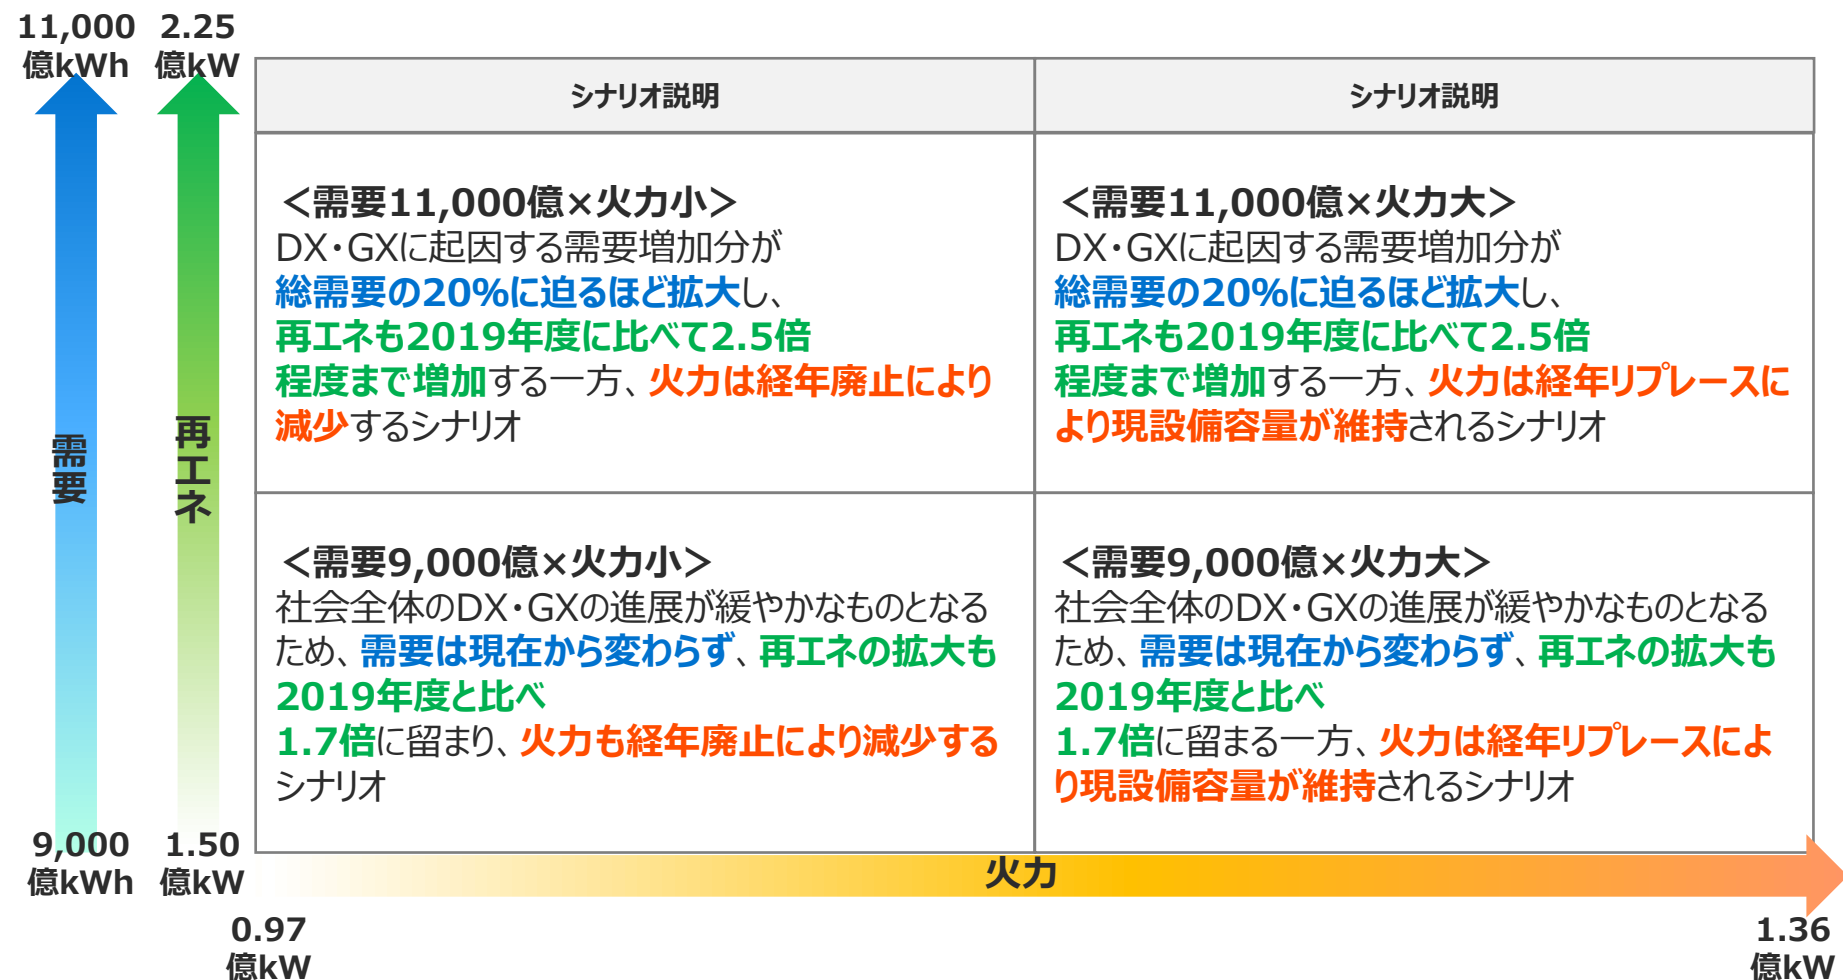 11,000
億kWh
2.25
億kW
需要
再エネ
9,000
億kWh
1.50
億kW
シナリオ説明
シナリオ説明
＜需要11,000億×火力小＞
DX・GXに起因する需要増加分が
総需要の20%に迫るほど拡大し、
再エネも2019年度に比べて2.5倍
程度まで増加する一方、火力は経年廃止により
減少するシナリオ
＜需要11,000億×火力大＞
DX・GXに起因する需要増加分が
総需要の20%に迫るほど拡大し、
再エネも2019年度に比べて2.5倍
程度まで増加する一方、火力は経年リプレースに
より現設備容量が維持されるシナリオ
＜需要9,000億×火力小＞
社会全体のDX・GXの進展が緩やかなものとなる
ため、需要は現在から変わらず、再エネの拡大も
2019年度と比べ
1.7倍に留まり、火力も経年廃止により減少する
シナリオ
＜需要9,000億×火力大＞
社会全体のDX・GXの進展が緩やかなものとなる
ため、需要は現在から変わらず、再エネの拡大も
2019年度と比べ
1.7倍に留まる一方、火力は経年リプレースによ
り現設備容量が維持されるシナリオ
火力
0.97
億kW
1.36
億kW